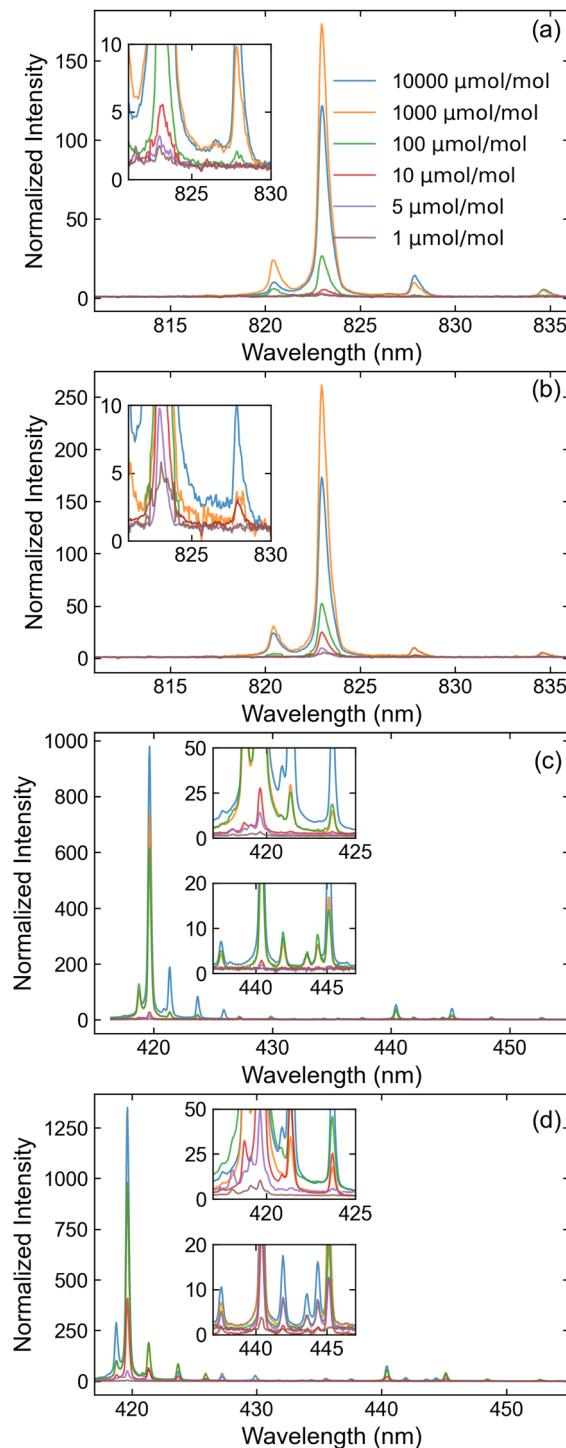 (a)
150
100
50
0
Normalized Intensity
10
5
0
823 827 830
10000 μmol/mol
1000 μmol/mol
100 μmol/mol
10 μmol/mol
5 μmol/mol
1 μmol/mol
815 820 825 830 835
Wavelength (nm)
(b)
250
200
150
100
50
0
Normalized Intensity
10
5
0
823 827 830
815 820 825 830 835
Wavelength (nm)
(c)
1000
800
600
400
200
0
Normalized Intensity
50
25
0
420 425
20
10
0
440 445
420 430 440 450
Wavelength (nm)
(d)
1250
1000
750
500
250
0
Normalized Intensity
50
25
0
420 425
20
10
0
440 445
420 430 440 450
Wavelength (nm)